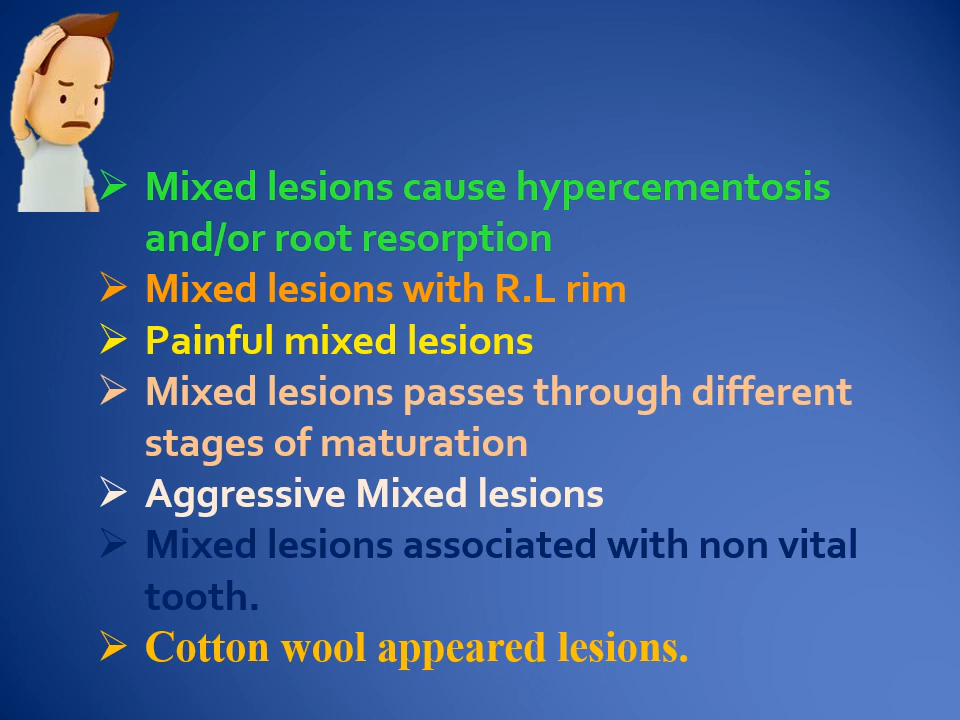 ➢ Mixed lesions cause hypercementosis
and/or root resorption
➢ Mixed lesions with R.L rim
➢ Painful mixed lesions
➢ Mixed lesions passes through different
stages of maturation
➢ Aggressive Mixed lesions
➢ Mixed lesions associated with non vital
tooth.
➢ Cotton wool appeared lesions.